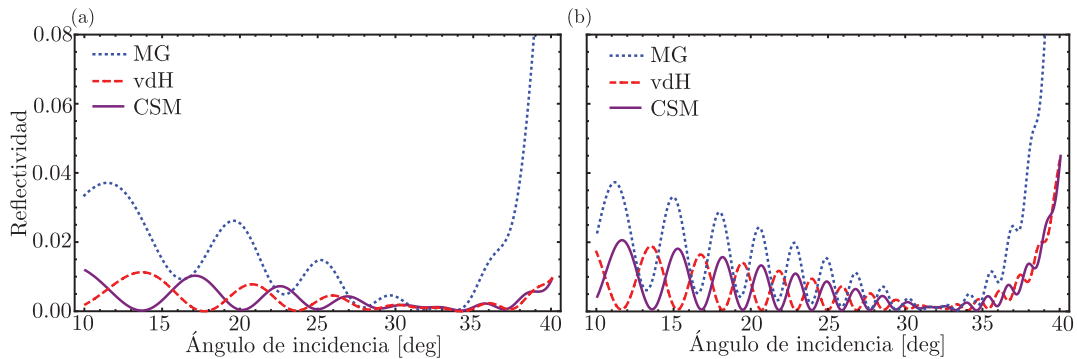 (a)
0.08
0.06
0.04
0.02
0.00
Reflectividad
MG
vdH
CSM
10 15 20 25 30 35 40
Ángulo de incidencia [deg]
(b)
MG
vdH
CSM
10 15 20 25 30 35 40
Ángulo de incidencia [deg]